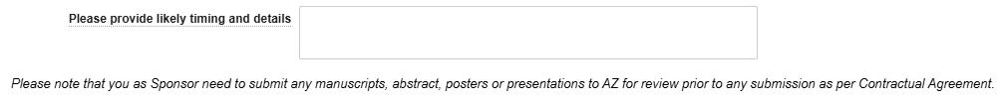 Please provide likely timing and details
Please note that you as Sponsor need to submit any manuscripts, abstract, posters or presentations to AZ for review prior to any submission as per Contractual Agreement.